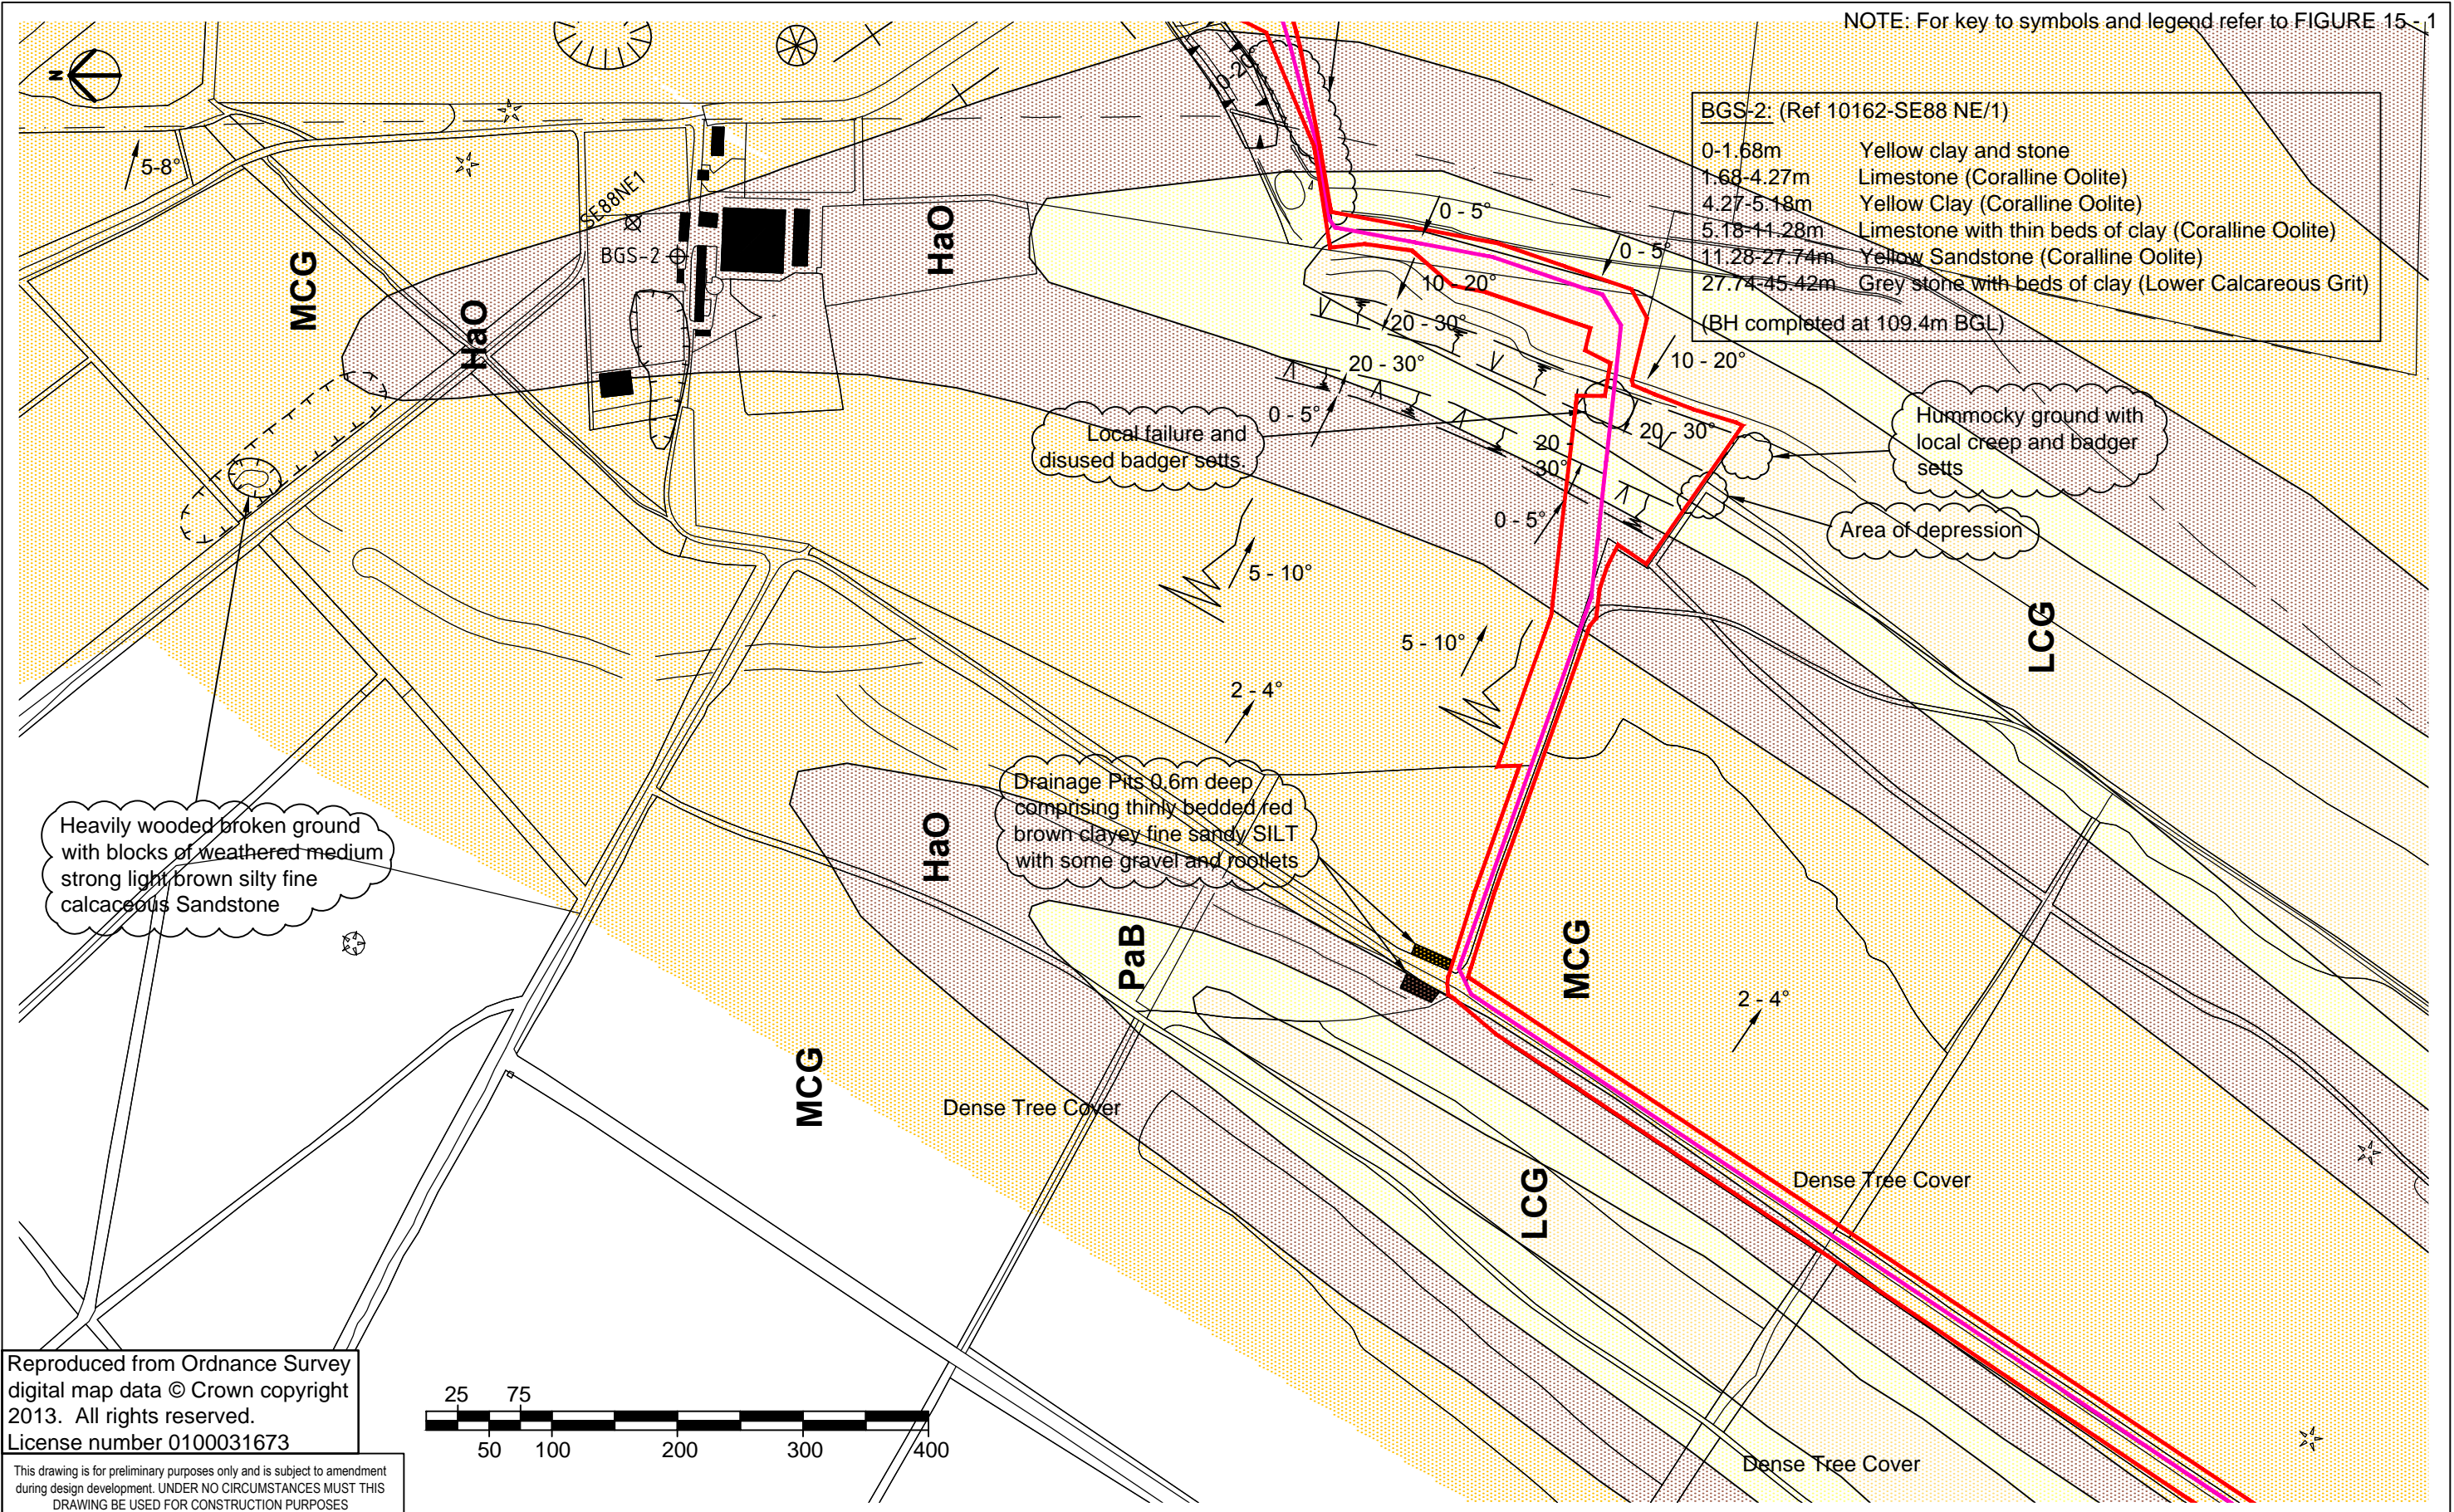 NOTE: For key to symbols and legend refer to FIGURE 15 - 1
N
0-20°
BGS-2: (Ref 10162-SE88 NE/1)
0-1.68m Yellow clay and stone
1.68-4.27m Limestone (Coralline Oolite)
4.27-5.18m Yellow Clay (Coralline Oolite)
5.18-11.28m Limestone with thin beds of clay (Coralline Oolite)
11.28-27.74m Yellow Sandstone (Coralline Oolite)
27.74-45.42m Grey stone with beds of clay (Lower Calcareous Grit)
(BH completed at 109.4m BGL)
5-8°
SE88NE1
BGS-2
MCG
HaO
HaO
0 - 5°
0 - 5°
10 - 20°
20 - 30°
20 - 30°
10 - 20°
0 - 5°
Local failure and
disused badger setts.
20 -
30°
20 - 30°
Hummocky ground with
local creep and badger
setts
0 - 5°
Area of depression
5 - 10°
5 - 10°
LCG
2 - 4°
Drainage Pits 0.6m deep
comprising thinly bedded red
brown clayey fine sandy SILT
with some gravel and rootlets
Heavily wooded broken ground
with blocks of weathered medium
strong light brown silty fine
calcaceous Sandstone
HaO
PaB
MCG
2 - 4°
MCG
Dense Tree Cover
LCG
Dense Tree Cover
Dense Tree Cover
Reproduced from Ordnance Survey
digital map data © Crown copyright
2013. All rights reserved.
License number 0100031673
25 75
50 100 200 300 400
This drawing is for preliminary purposes only and is subject to amendment
during design development. UNDER NO CIRCUMSTANCES MUST THIS
DRAWING BE USED FOR CONSTRUCTION PURPOSES